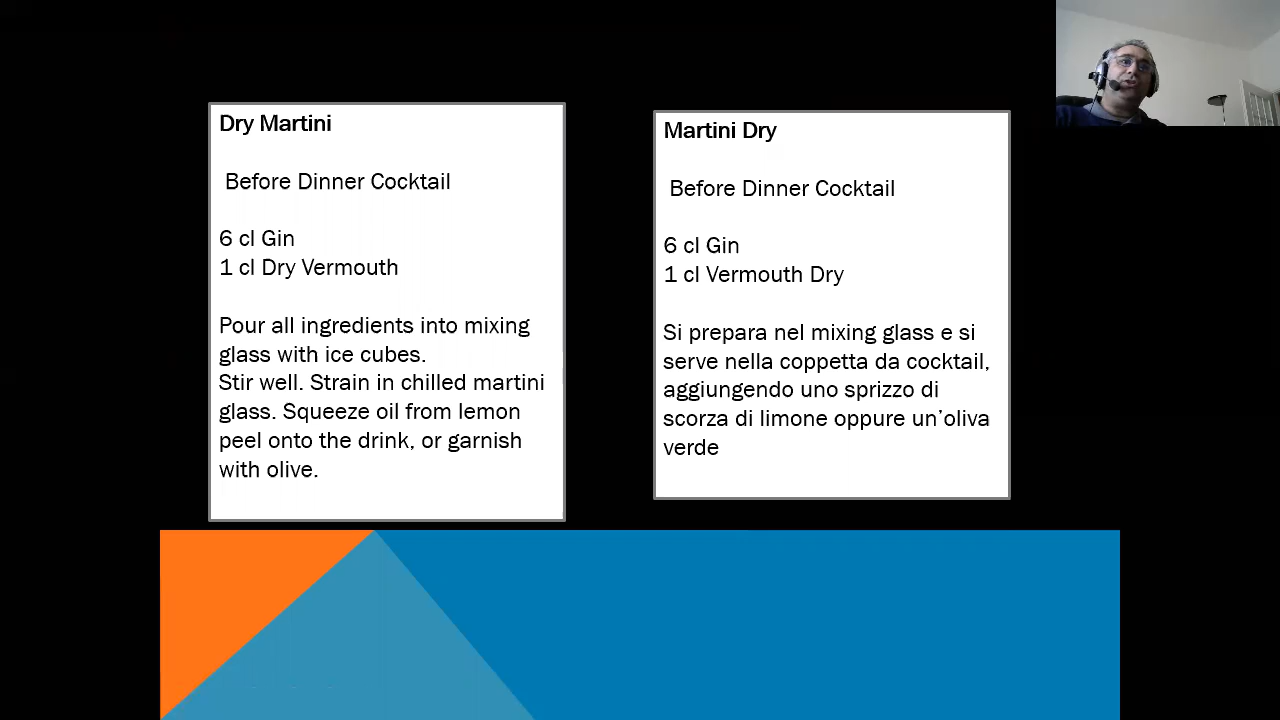 Dry Martini
Before Dinner Cocktail
6 cl Gin
1 cl Dry Vermouth
Pour all ingredients into mixing
glass with ice cubes.
Stir well. Strain in chilled martini
glass. Squeeze oil from lemon
peel onto the drink, or garnish
with olive.
Martini Dry
Before Dinner Cocktail
6 cl Gin
1 cl Vermouth Dry
Si prepara nel mixing glass e si
serve nella coppetta da cocktail,
aggiungendo uno sprizzo di
scorza di limone oppure un’oliva
verde